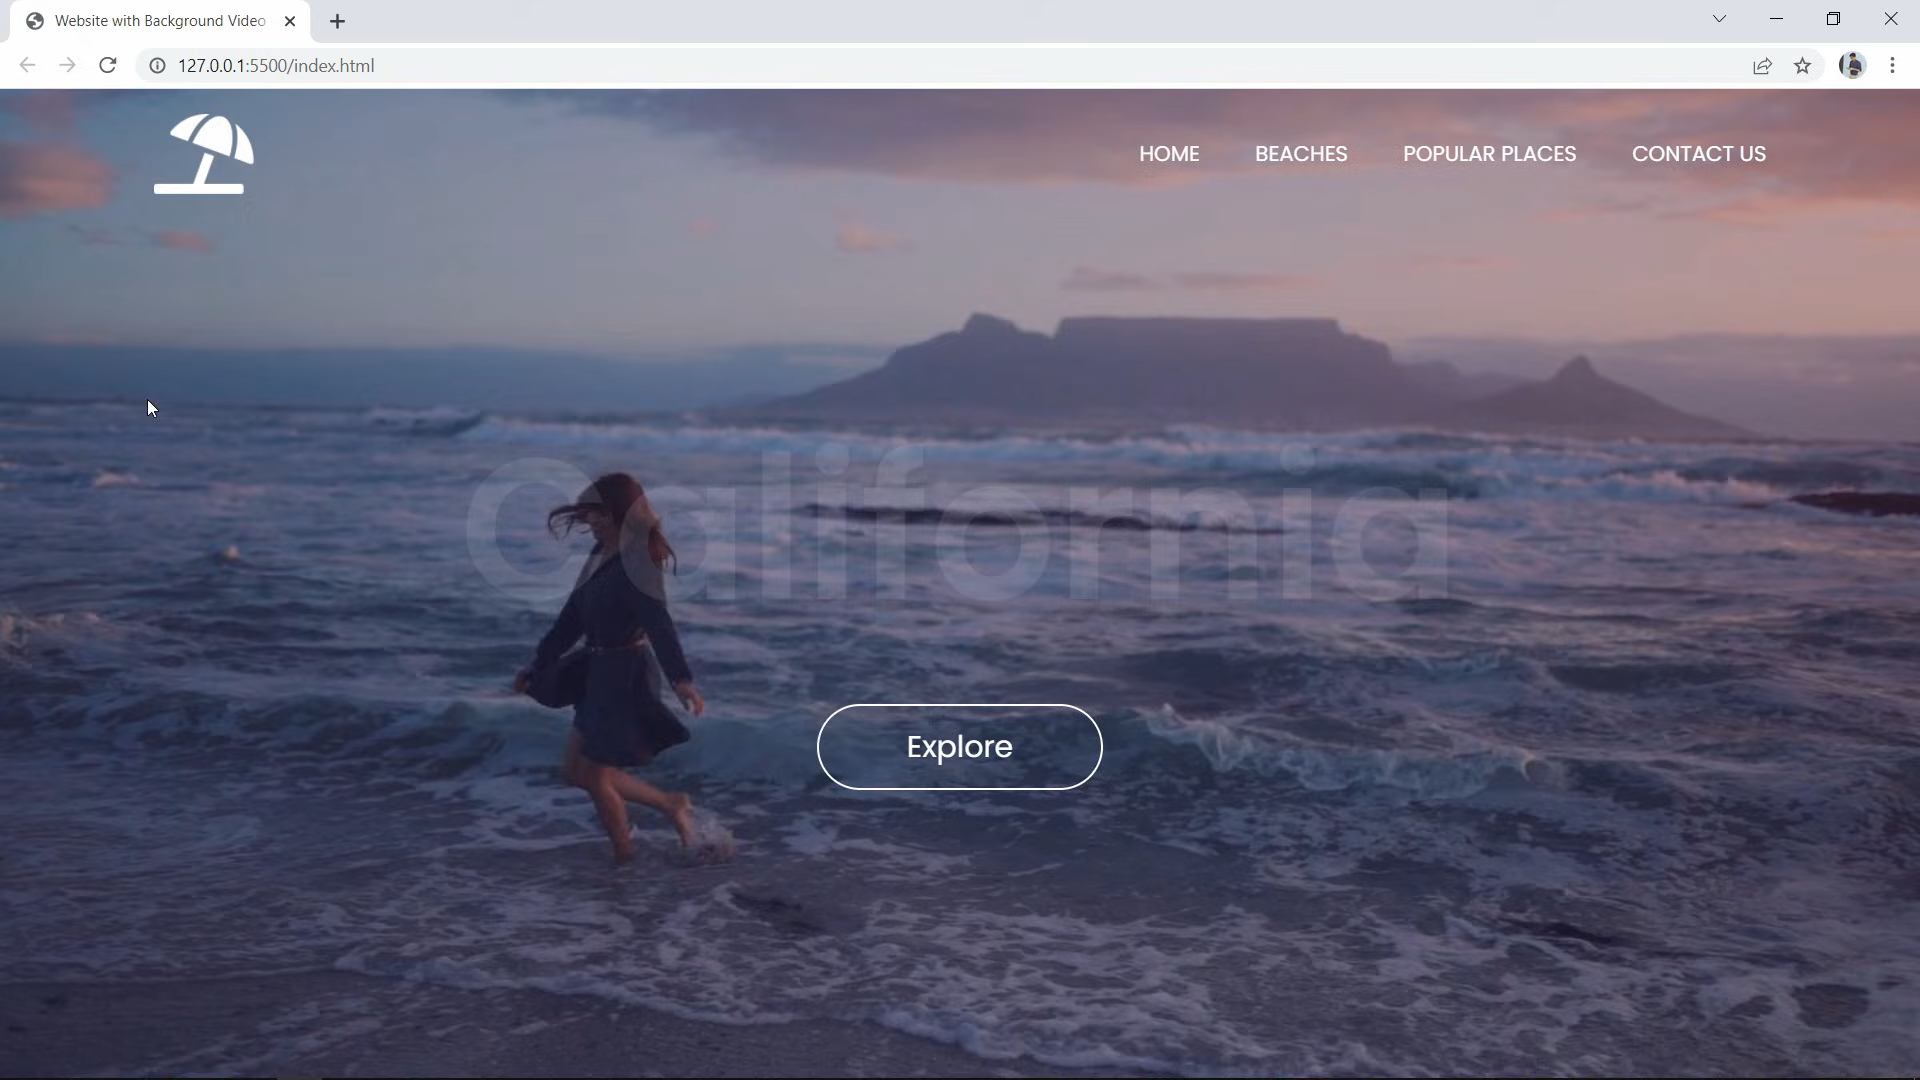 Website with Background Video
127.0.0.1:5500/index.html
HOME BEACHES POPULAR PLACES CONTACT US
California
Explore